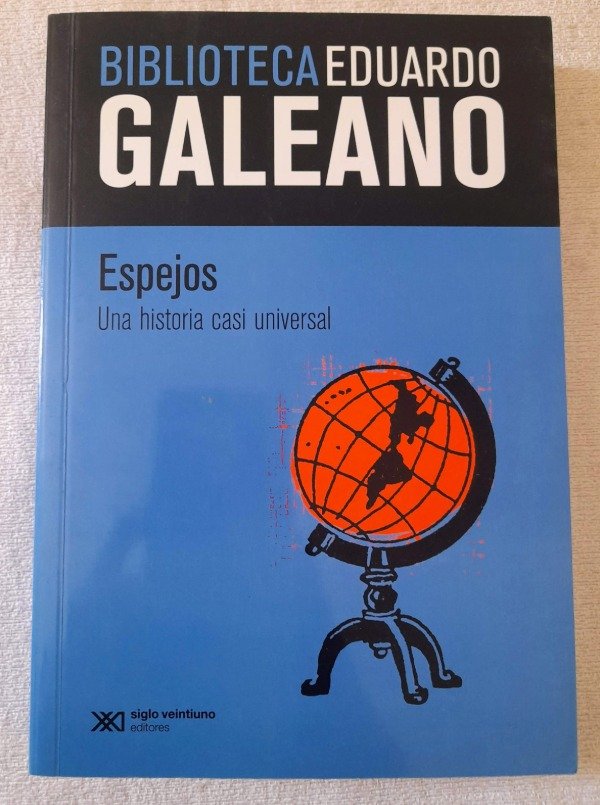 BIBLIOTECA EDUARDO
GALEANO
Espejos
Una historia casi universal
siglo veintiuno
editores